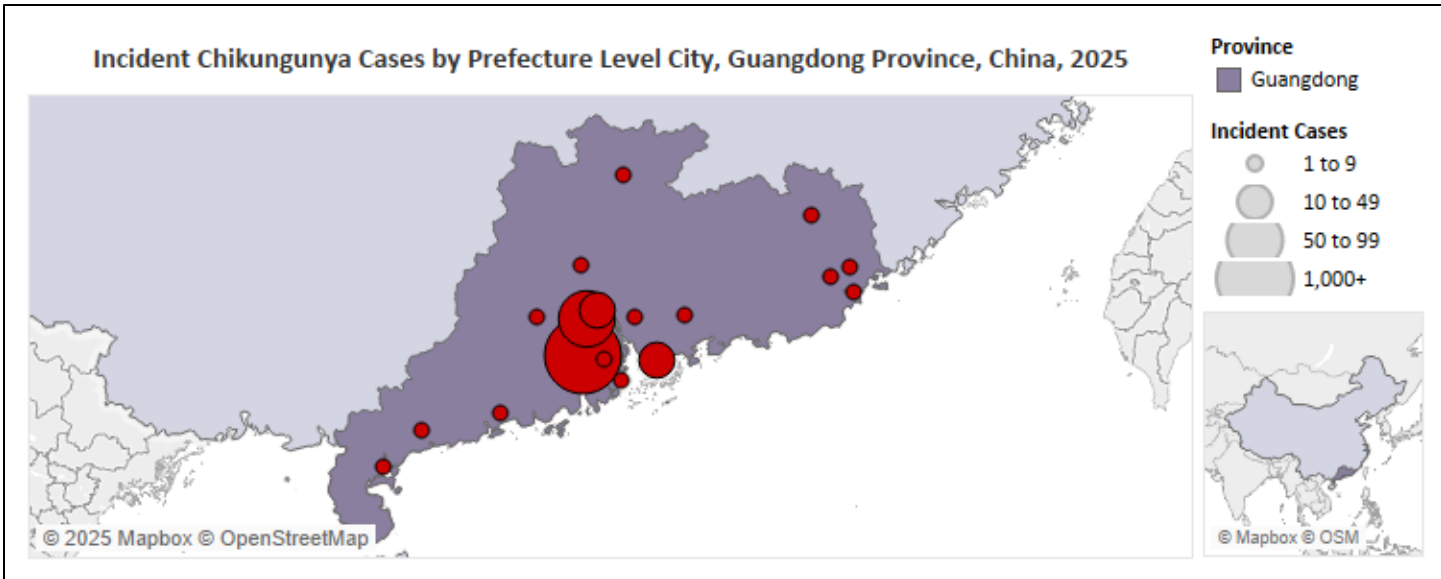 Incident Chikungunya Cases by Prefecture Level City, Guangdong Province, China, 2025
Province
Guangdong
Incident Cases
1 to 9
10 to 49
50 to 99
1,000+
© 2025 Mapbox © OpenStreetMap
© Mapbox © OSM